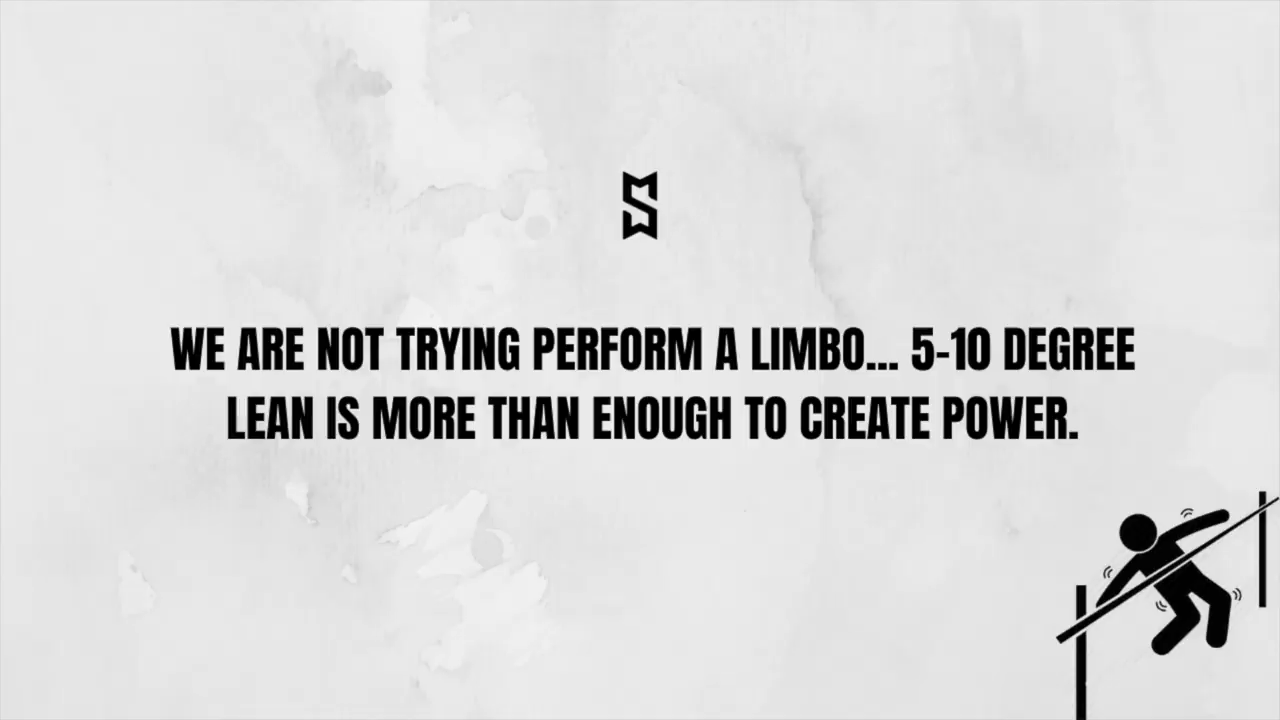 WE ARE NOT TRYING PERFORM A LIMBO... 5-10 DEGREE
LEAN IS MORE THAN ENOUGH TO CREATE POWER.